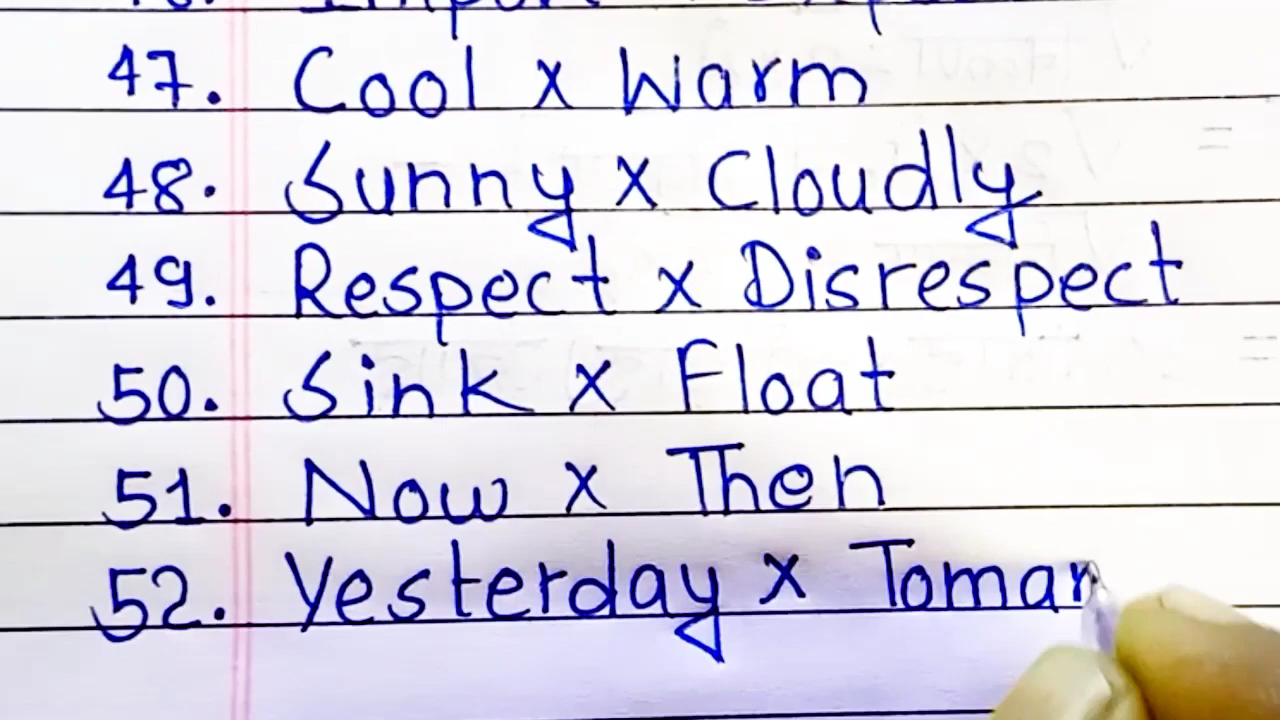 47. Cool x Warm
48. Sunny x Cloudly
49. Respect x Disrespect
50. Sink x Float
51. Now x Then
52. Yesterday x Tomar